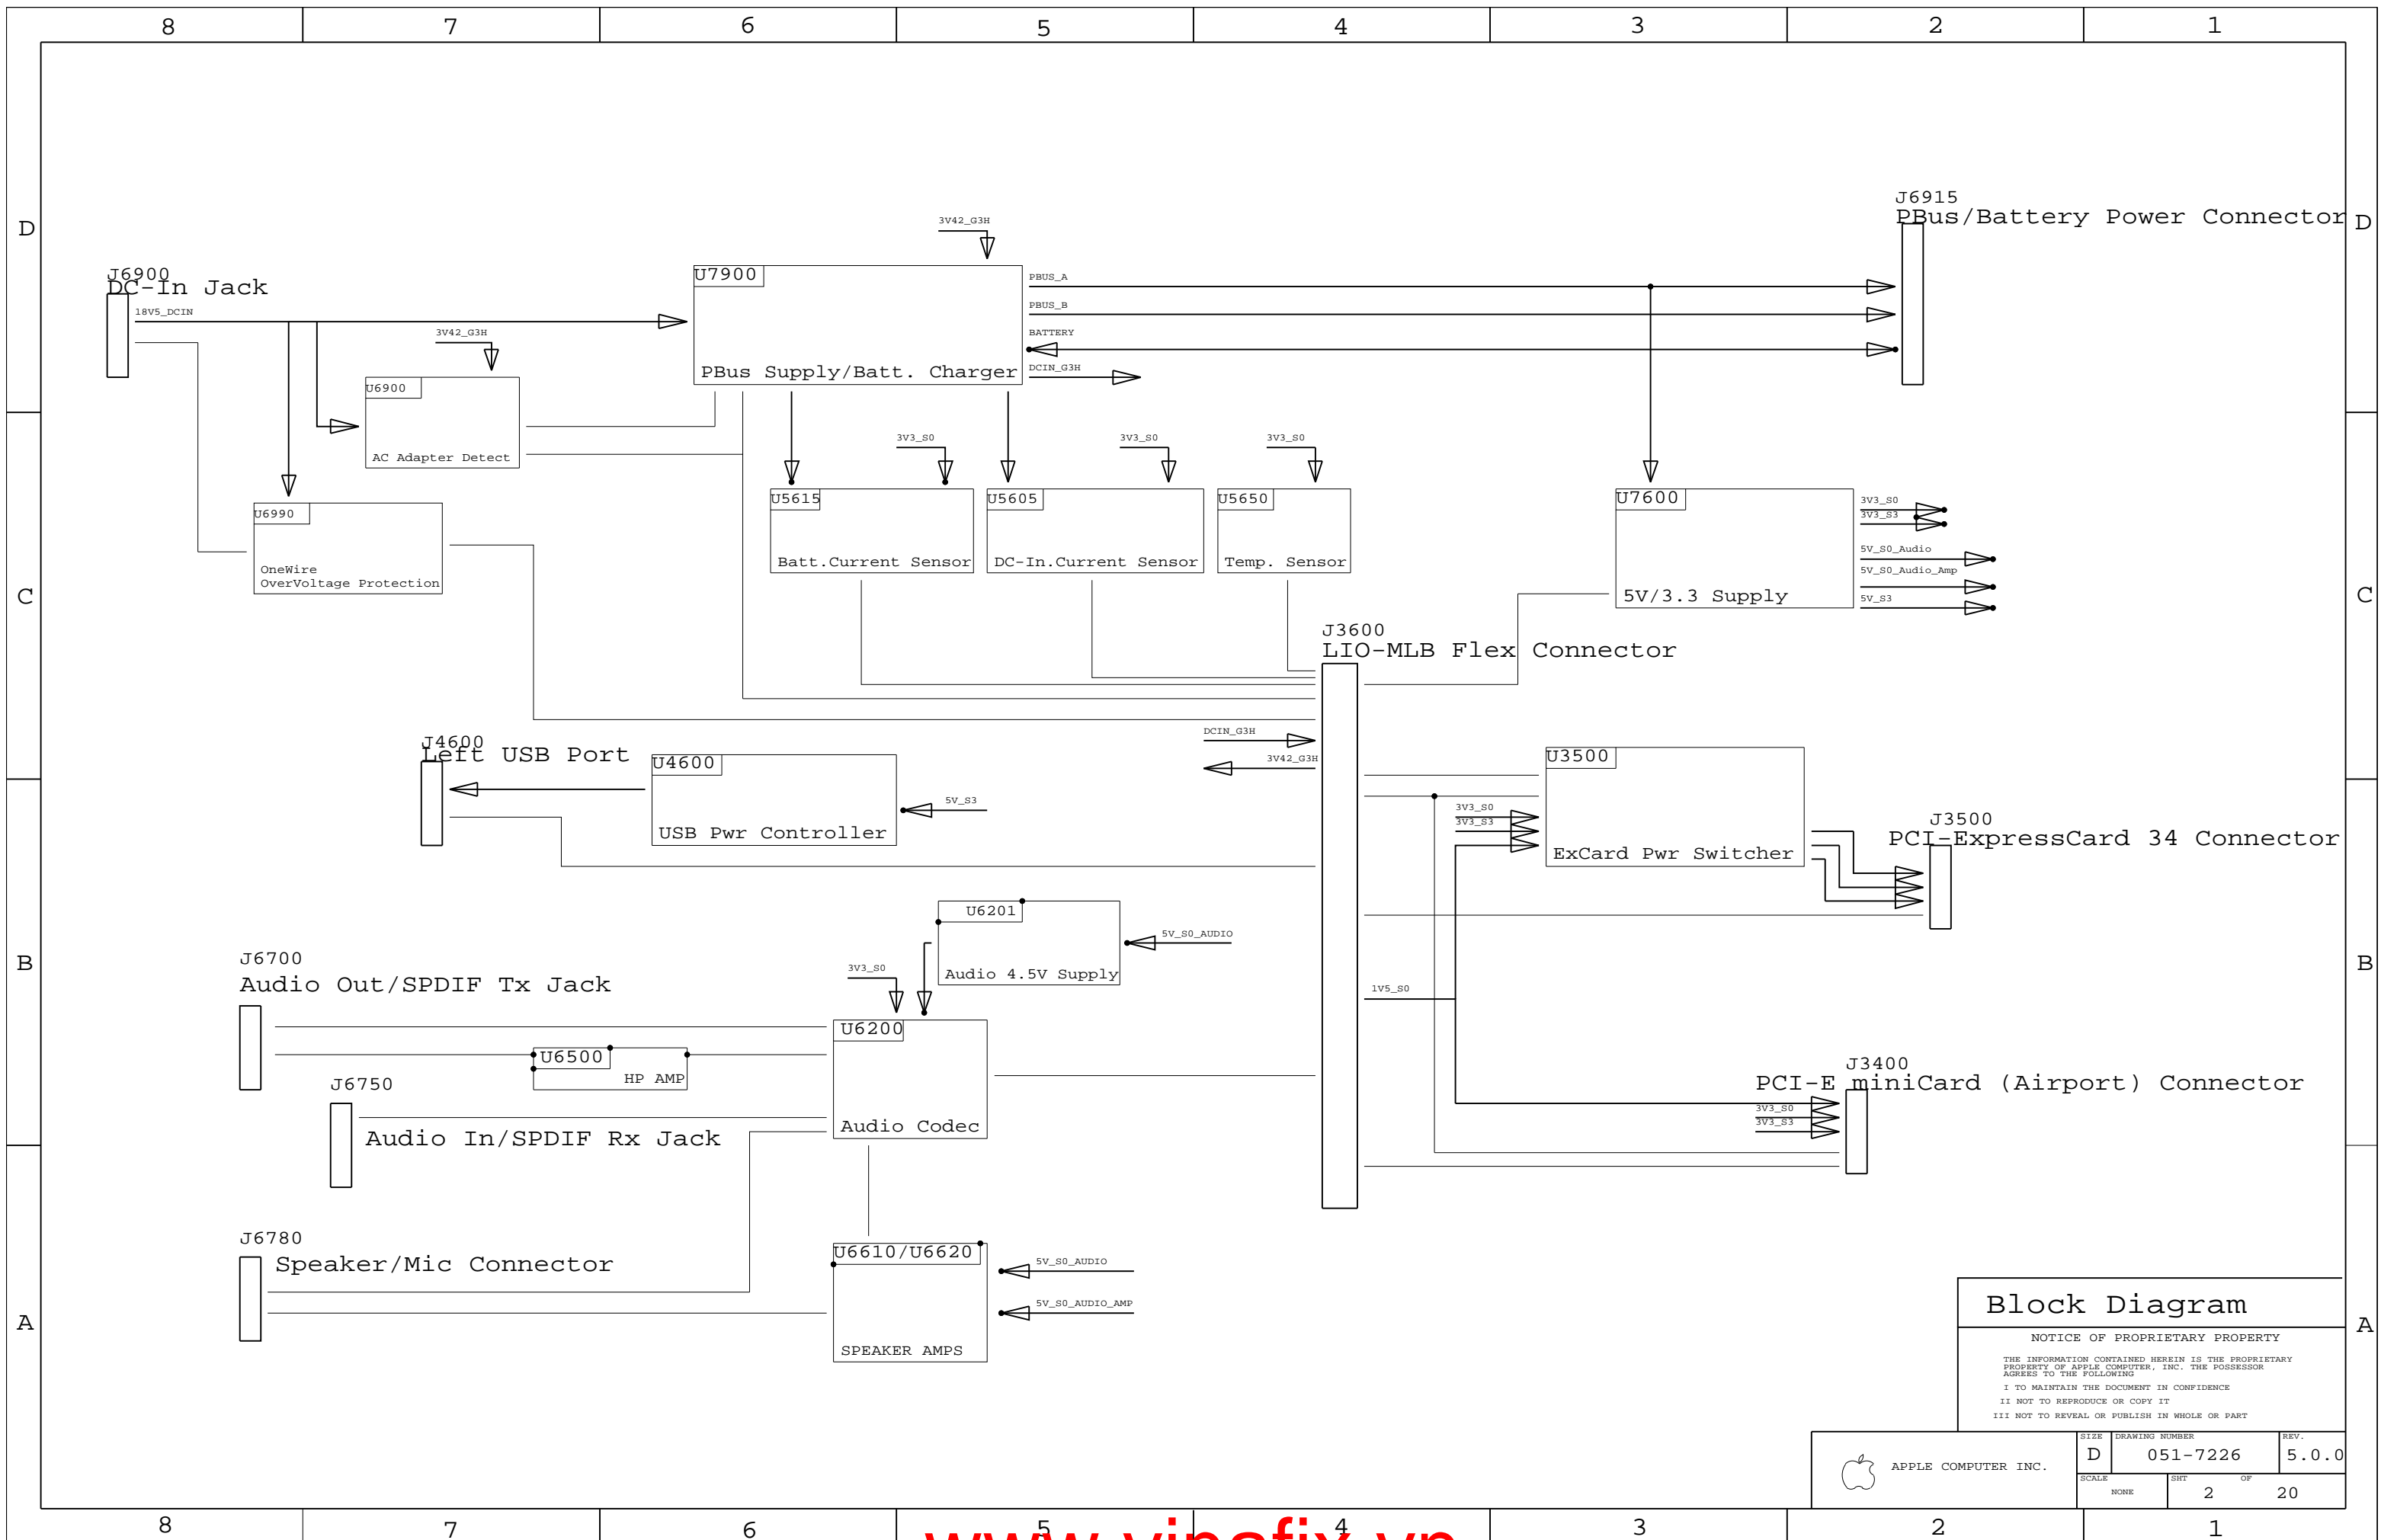 8 7 6 5 4 3 2 1
D
D
C
C
B
B
A
A
J6915
PBus/Battery Power Connector
3V42_G3H
J6900
DC-In Jack
18V5_DCIN
U7900
PBus Supply/Batt. Charger
PBUS_A
PBUS_B
BATTERY
DCIN_G3H
3V42_G3H
U6900
AC Adapter Detect
3V3_S0
3V3_S0
3V3_S0
U6990
OneWire
OverVoltage Protection
U5615
Batt.Current Sensor
U5605
DC-In.Current Sensor
U5650
Temp. Sensor
U7600
5V/3.3 Supply
3V3_S0
3V3_S3
5V_S0_Audio
5V_S0_Audio_Amp
5V_S3
J3600
LIO-MLB Flex Connector
DCIN_G3H
3V42_G3H
J4600
Left USB Port
U4600
USB Pwr Controller
5V_S3
U3500
ExCard Pwr Switcher
3V3_S0
3V3_S3
J3500
PCI-ExpressCard 34 Connector
U6201
Audio 4.5V Supply
5V_S0_AUDIO
3V3_S0
1V5_S0
J6700
Audio Out/SPDIF Tx Jack
U6200
Audio Codec
U6500
HP AMP
J6750
Audio In/SPDIF Rx Jack
J3400
PCI-E miniCard (Airport) Connector
3V3_S0
3V3_S3
J6780
Speaker/Mic Connector
U6610/U6620
SPEAKER AMPS
5V_S0_AUDIO
5V_S0_AUDIO_AMP
Block Diagram
NOTICE OF PROPRIETARY PROPERTY
THE INFORMATION CONTAINED HEREIN IS THE PROPRIETARY
PROPERTY OF APPLE COMPUTER, INC. THE POSSESSOR
AGREES TO THE FOLLOWING
I TO MAINTAIN THE DOCUMENT IN CONFIDENCE
II NOT TO REPRODUCE OR COPY IT
III NOT TO REVEAL OR PUBLISH IN WHOLE OR PART
APPLE COMPUTER INC.
SIZE DRAWING NUMBER REV.
D 051-7226 5.0.0
SCALE SHT OF
NONE 2 20
8 7 6 5 4 3 2 1
www.vinafix.vn